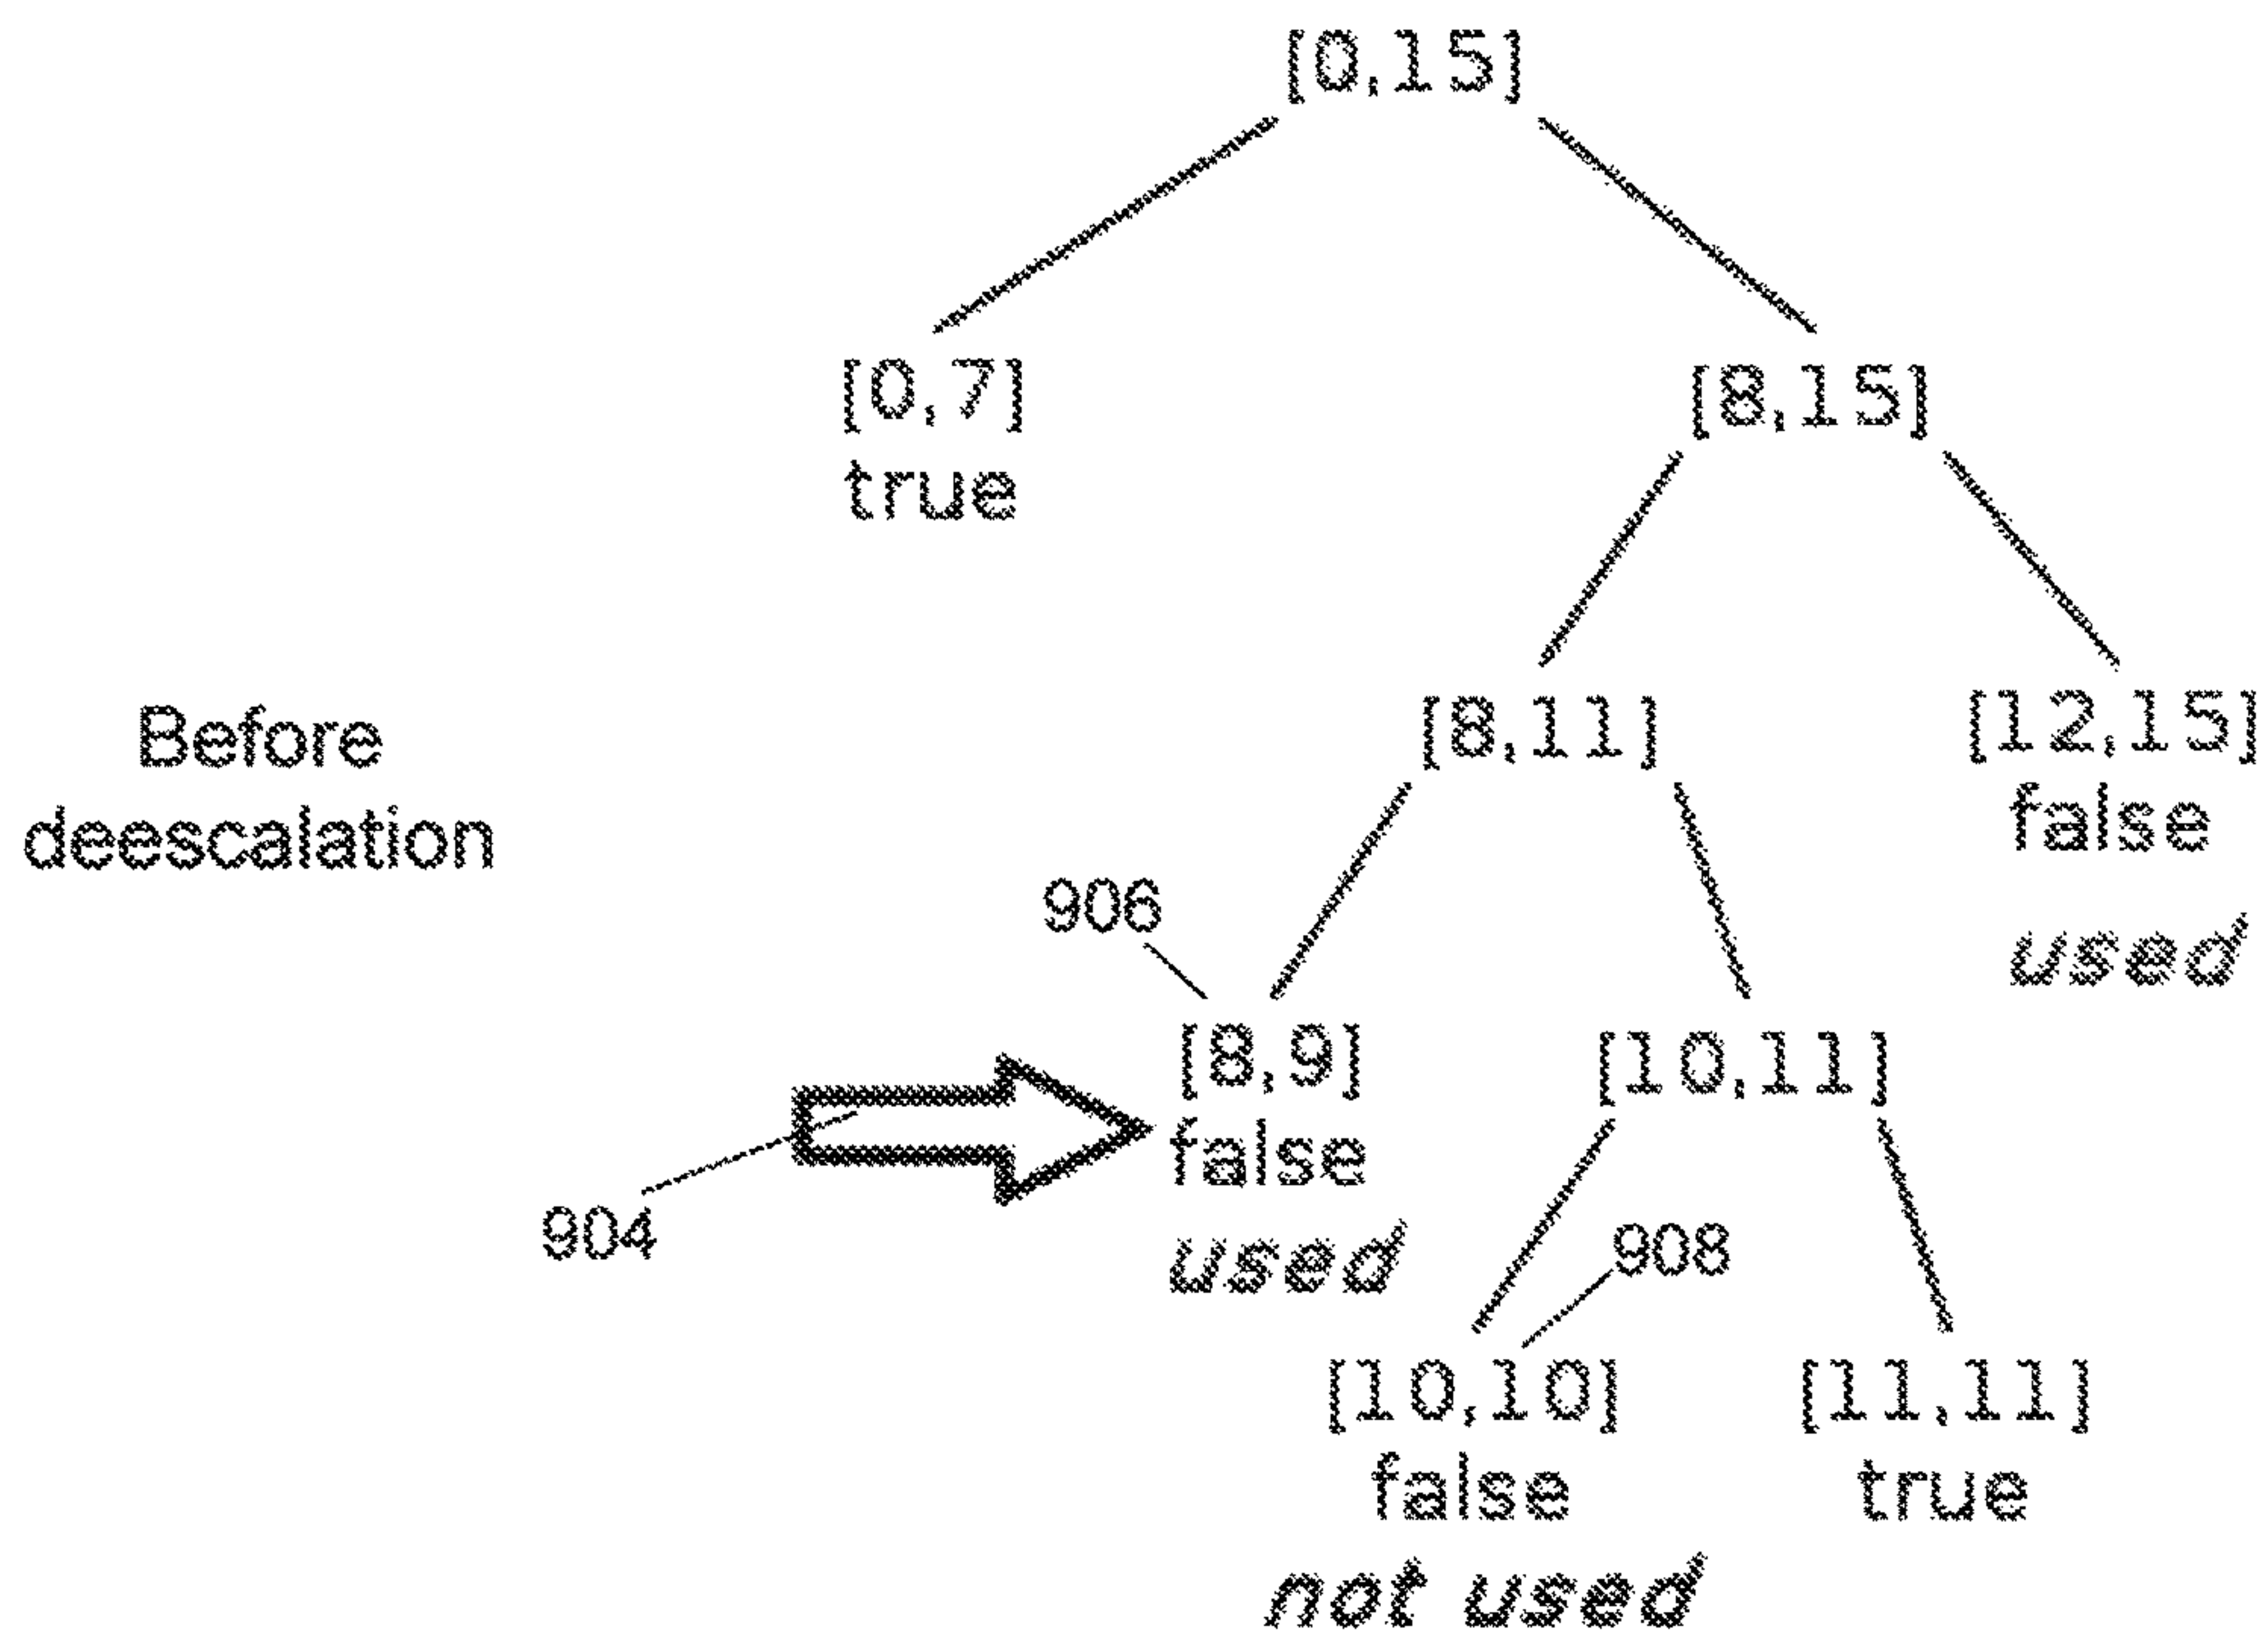 [0,15]
[0,7]
true
[8,15]
Before
deescalation
[8,11]
[12,15]
false
used
906
[8,9]
false
used
[10,11]
904
908
[10,10]
false
not used
[11,11]
true